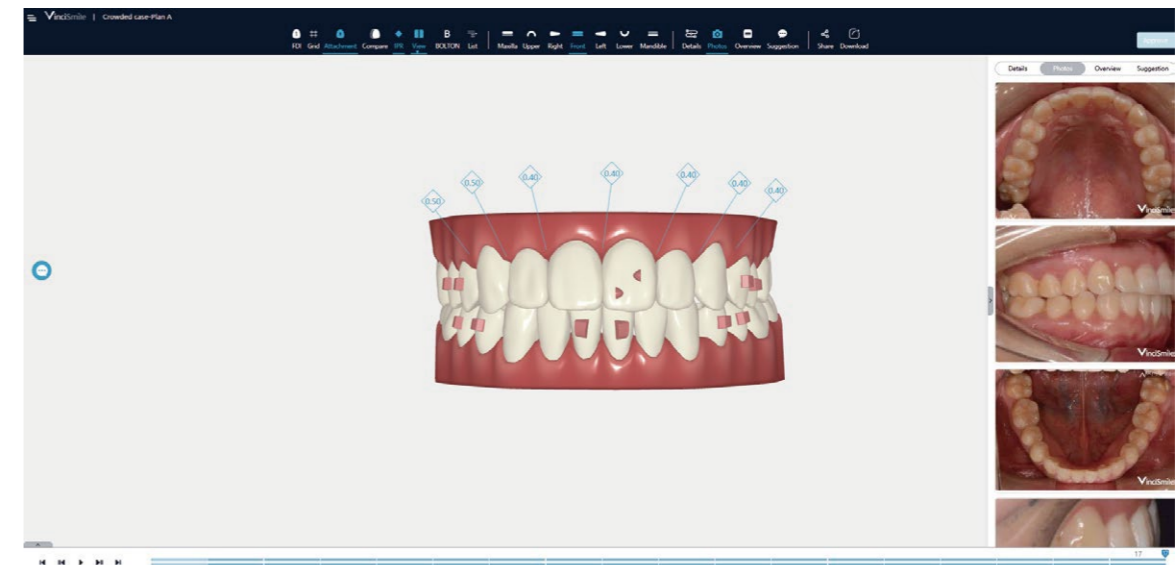 VinciSmile | Crowded case-Plan A
FDI Grid Attachment Compare IPR View BOLTON List Maxilla Upper Right Front Left Lower Mandible Details Photos Overview Suggestion Share Download
Details Photos Overview Suggestion
0.50 0.50 0.40 0.40 0.40 0.40 0.40
VinciSmile
VinciSmile
VinciSmile
17